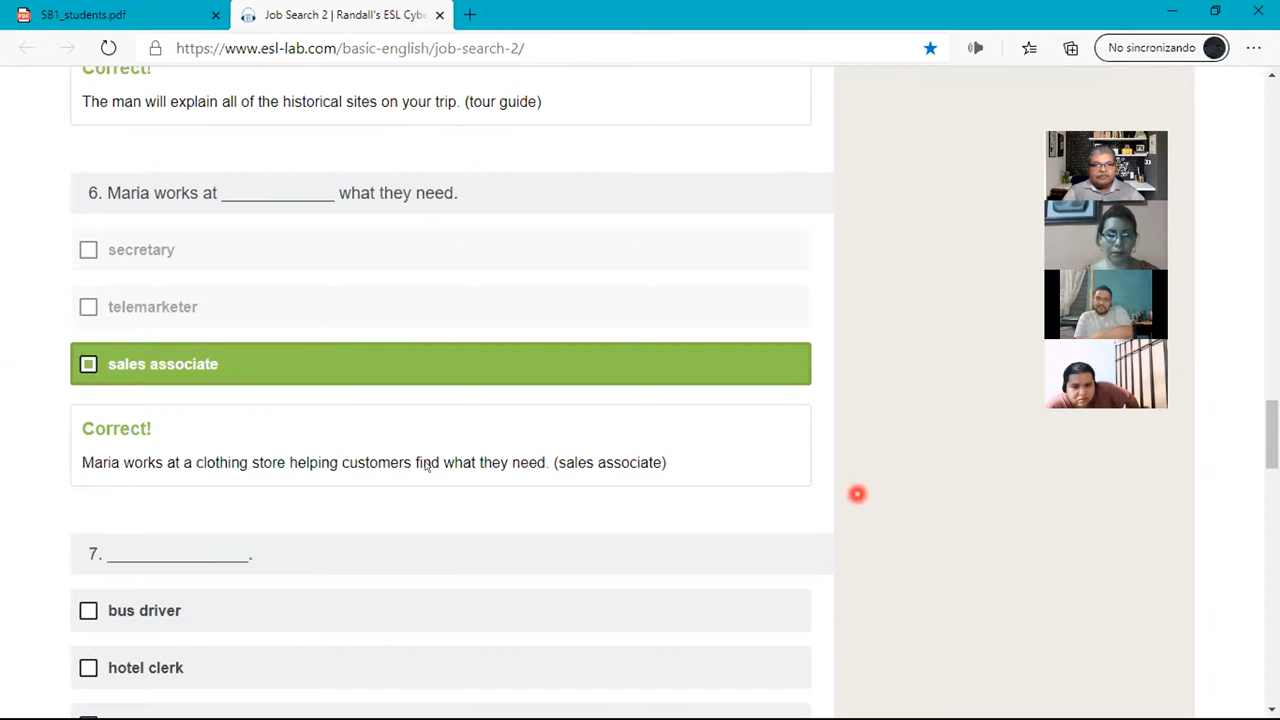 SB1_students.pdf
Job Search 2 | Randall's ESL Cybe
https://www.esl-lab.com/basic-english/job-search-2/
No sincronizando
Correct!
The man will explain all of the historical sites on your trip. (tour guide)
6. Maria works at _____________ what they need.
secretary
telemarketer
sales associate
Correct!
Maria works at a clothing store helping customers find what they need. (sales associate)
7. ________________.
bus driver
hotel clerk